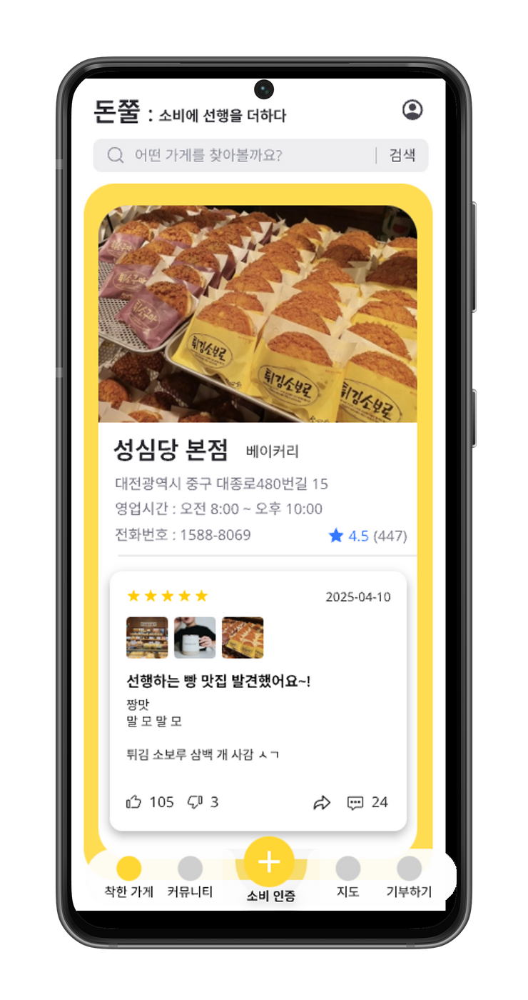 돈쭐 : 소비에 선행을 더하다
어떤 가게를 찾아볼까요? 검색
튀소구마
튀김소보로
튀김소보로
튀김소보로
성심당 본점 베이커리
대전광역시 중구 대종로480번길 15
영업시간 : 오전 8:00 ~ 오후 10:00
전화번호 : 1588-8069 4.5 (447)
2025-04-10
선행하는 빵 맛집 발견했어요~!
짱맛
말 모 말 모
튀김 소보루 삼백 개 사감 ㅅㄱ
105 3 24
착한 가게 커뮤니티 소비 인증 지도 기부하기